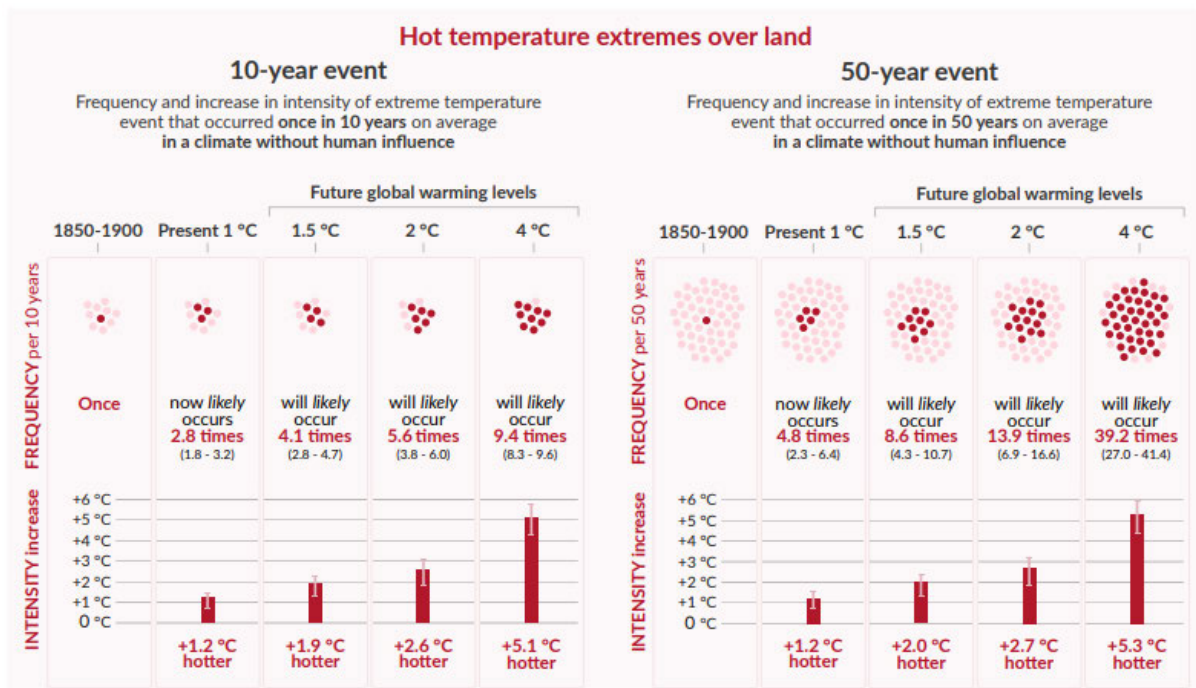 Hot temperature extremes over land
10-year event
Frequency and increase in intensity of extreme temperature
event that occurred once in 10 years on average
in a climate without human influence
Future global warming levels
1850-1900 Present 1 °C 1.5 °C 2 °C 4 °C
FREQUENCY per 10 years
Once
now likely occurs 2.8 times (1.8 - 3.2)
will likely occur 4.1 times (2.8 - 4.7)
will likely occur 5.6 times (3.8 - 6.0)
will likely occur 9.4 times (8.3 - 9.6)
INTENSITY increase
+6 °C
+5 °C
+4 °C
+3 °C
+2 °C
+1 °C
0 °C
+1.2 °C hotter
+1.9 °C hotter
+2.6 °C hotter
+5.1 °C hotter
50-year event
Frequency and increase in intensity of extreme temperature
event that occurred once in 50 years on average
in a climate without human influence
Future global warming levels
1850-1900 Present 1 °C 1.5 °C 2 °C 4 °C
FREQUENCY per 50 years
Once
now likely occurs 4.8 times (2.3 - 6.4)
will likely occur 8.6 times (4.3 - 10.7)
will likely occur 13.9 times (6.9 - 16.6)
will likely occur 39.2 times (27.0 - 41.4)
INTENSITY increase
+6 °C
+5 °C
+4 °C
+3 °C
+2 °C
+1 °C
0 °C
+1.2 °C hotter
+2.0 °C hotter
+2.7 °C hotter
+5.3 °C hotter